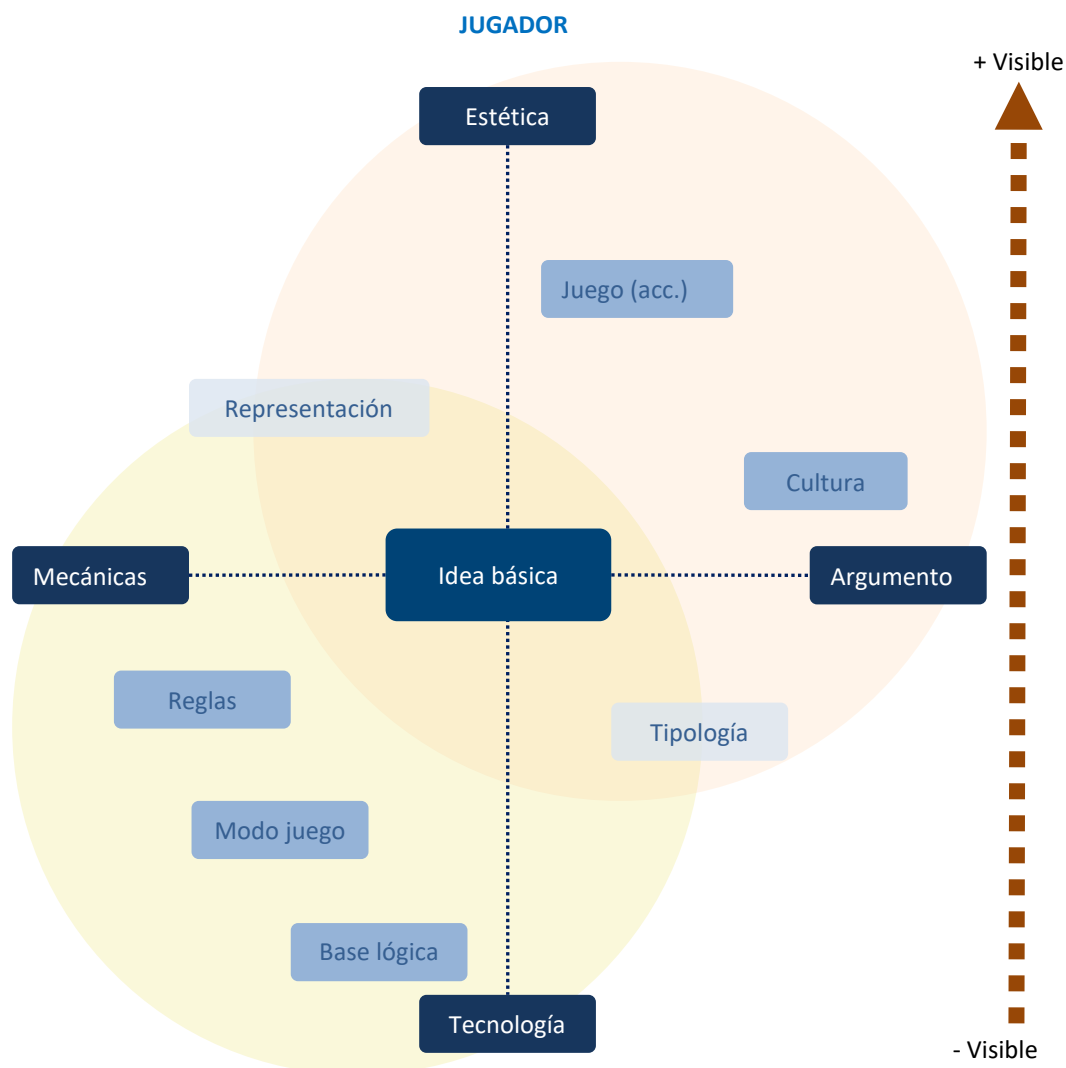 JUGADOR
+ Visible
Estética
Juego (acc.)
Representación
Cultura
Mecánicas
Idea básica
Argumento
Reglas
Tipología
Modo juego
Base lógica
Tecnología
- Visible